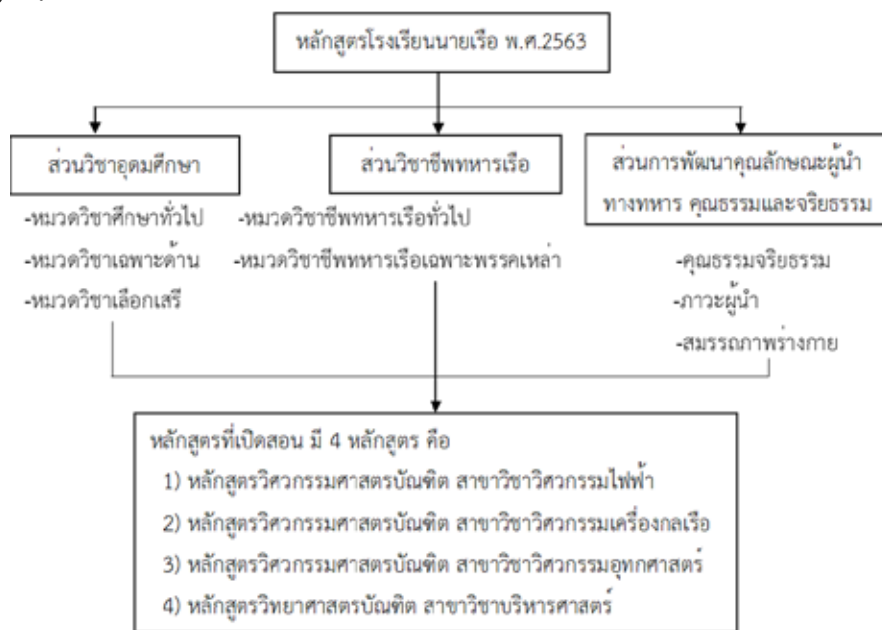 หลักสูตรโรงเรียนนายเรือ พ.ศ.2563
ส่วนวิชาอุดมศึกษา
-หมวดวิชาศึกษาทั่วไป
-หมวดวิชาเฉพาะด้าน
-หมวดวิชาเลือกเสรี
ส่วนวิชาชีพทหารเรือ
-หมวดวิชาชีพทหารเรือทั่วไป
-หมวดวิชาชีพทหารเรือเฉพาะพรรคเหล่า
ส่วนการพัฒนาคุณลักษณะผู้นำ
ทางทหาร คุณธรรมและจริยธรรม
-คุณธรรมจริยธรรม
-ภาวะผู้นำ
-สมรรถภาพร่างกาย
หลักสูตรที่เปิดสอน มี 4 หลักสูตร คือ
1) หลักสูตรวิศวกรรมศาสตรบัณฑิต สาขาวิชาวิศวกรรมไฟฟ้า
2) หลักสูตรวิศวกรรมศาสตรบัณฑิต สาขาวิชาวิศวกรรมเครื่องกลเรือ
3) หลักสูตรวิศวกรรมศาสตรบัณฑิต สาขาวิชาวิศวกรรมอุทกศาสตร์
4) หลักสูตรวิทยาศาสตรบัณฑิต สาขาวิชาบริหารศาสตร์